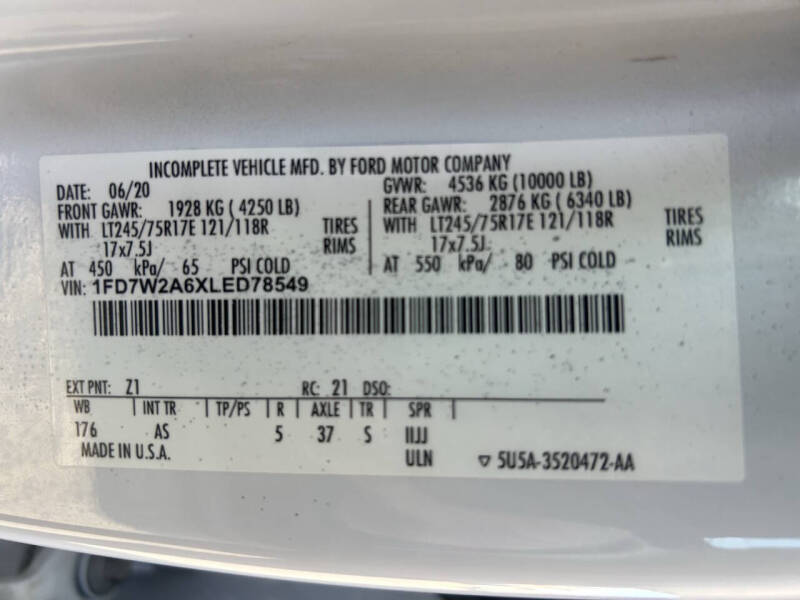 INCOMPLETE VEHICLE MFD. BY FORD MOTOR COMPANY
DATE: 06/20 GVWR: 4536 KG (10000 LB)
FRONT GAWR: 1928 KG ( 4250 LB) REAR GAWR: 2876 KG ( 6340 LB)
WITH LT245/75R17E 121/118R TIRES WITH LT245/75R17E 121/118R TIRES
17x7.5J RIMS 17x7.5J RIMS
AT 450 kPa/ 65 PSI COLD AT 550 kPa/ 80 PSI COLD
VIN: 1FD7W2A6XLED78549
EXT PNT: Z1 RC: 21 DSO:
WB INT TR TP/PS R AXLE TR SPR
176 AS 5 37 S IIJJ
MADE IN U.S.A. ULN ▽ 5U5A-3520472-AA